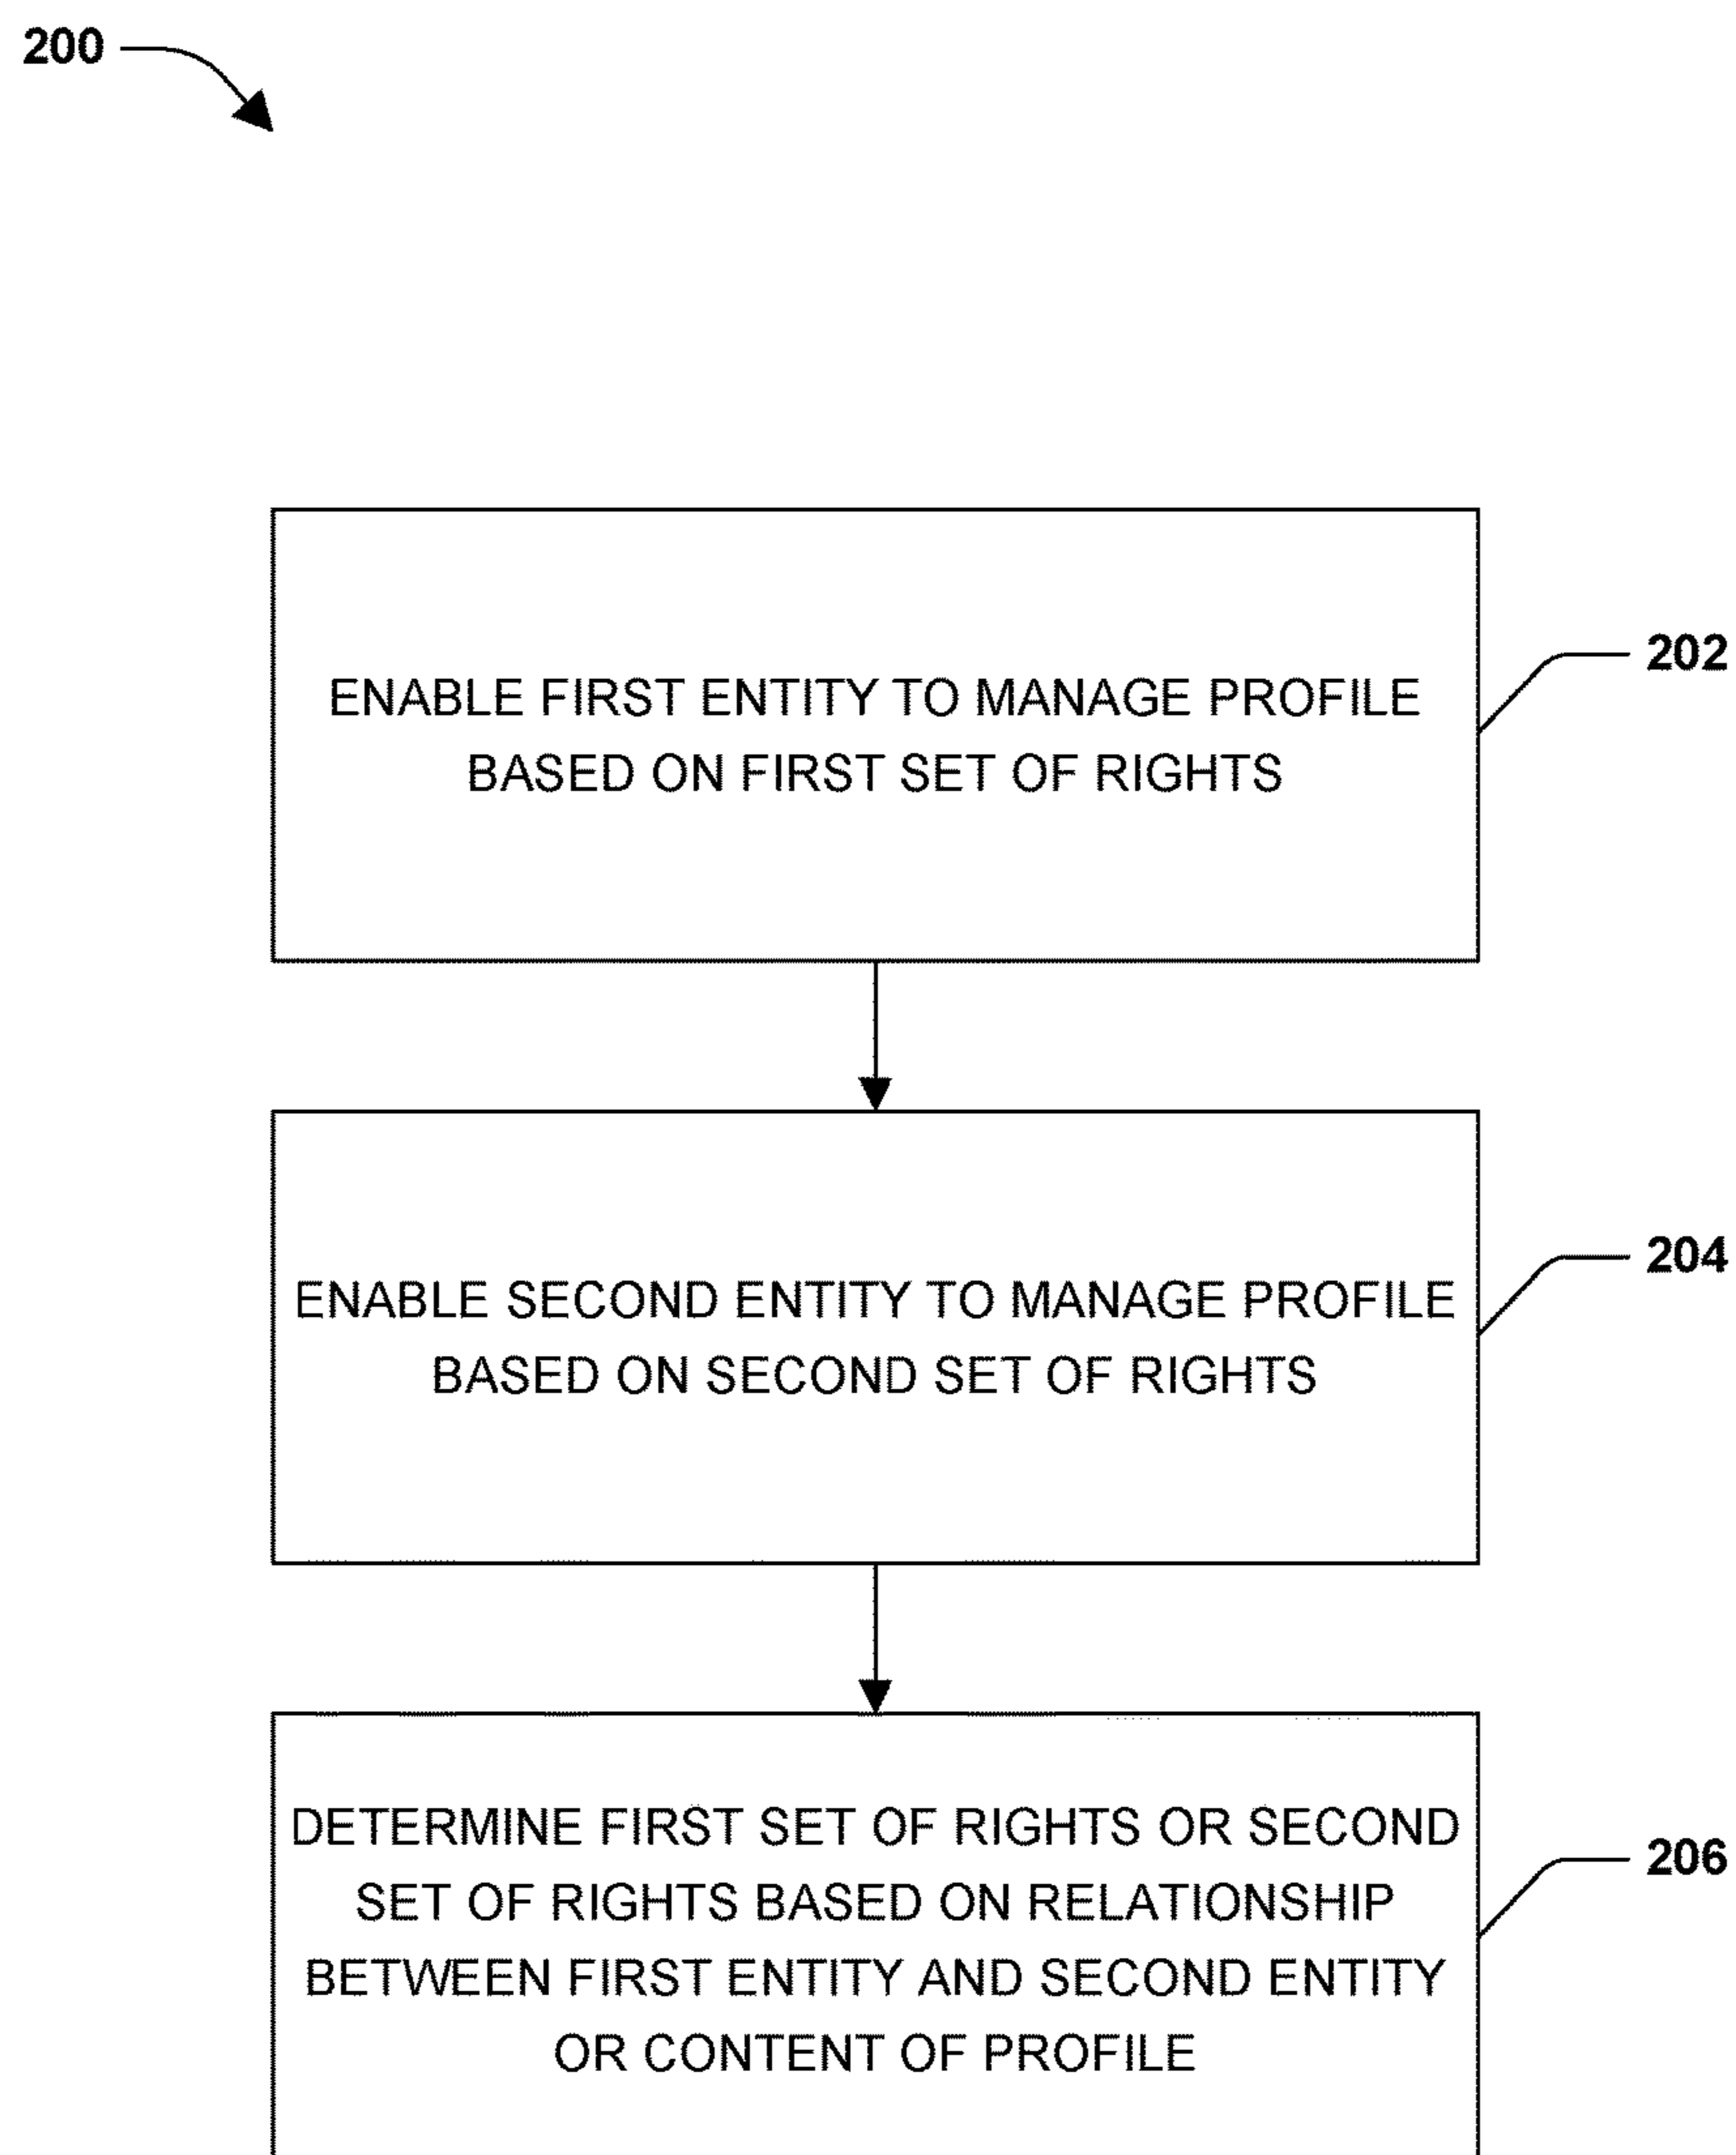 200
ENABLE FIRST ENTITY TO MANAGE PROFILE
BASED ON FIRST SET OF RIGHTS
202
ENABLE SECOND ENTITY TO MANAGE PROFILE
BASED ON SECOND SET OF RIGHTS
204
DETERMINE FIRST SET OF RIGHTS OR SECOND
SET OF RIGHTS BASED ON RELATIONSHIP
BETWEEN FIRST ENTITY AND SECOND ENTITY
OR CONTENT OF PROFILE
206